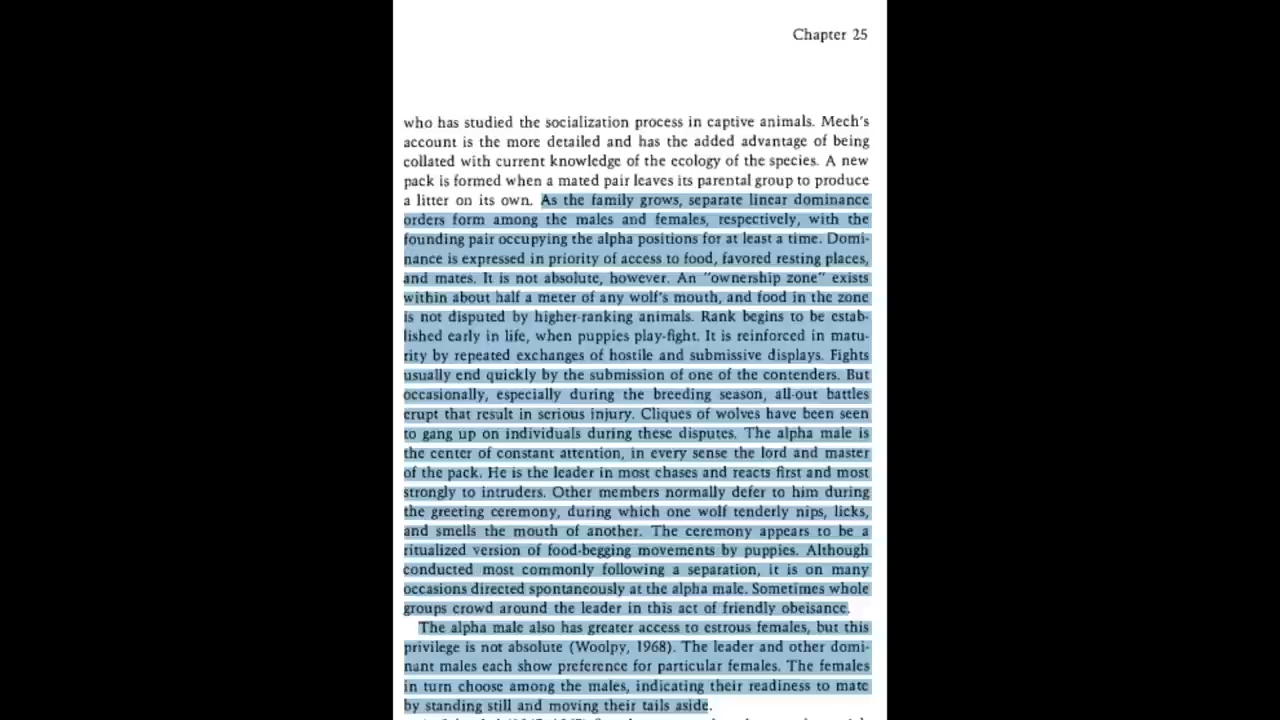 Chapter 25
who has studied the socialization process in captive animals. Mech's
account is the more detailed and has the added advantage of being
collated with current knowledge of the ecology of the species. A new
pack is formed when a mated pair leaves its parental group to produce
a litter on its own. As the family grows, separate linear dominance
orders form among the males and females, respectively, with the
founding pair occupying the alpha positions for at least a time. Domi-
nance is expressed in priority of access to food, favored resting places,
and mates. It is not absolute, however. An "ownership zone" exists
within about half a meter of any wolf's mouth, and food in the zone
is not disputed by higher-ranking animals. Rank begins to be estab-
lished early in life, when puppies play-fight. It is reinforced in matu-
rity by repeated exchanges of hostile and submissive displays. Fights
usually end quickly by the submission of one of the contenders. But
occasionally, especially during the breeding season, all-out battles
erupt that result in serious injury. Cliques of wolves have been seen
to gang up on individuals during these disputes. The alpha male is
the center of constant attention, in every sense the lord and master
of the pack. He is the leader in most chases and reacts first and most
strongly to intruders. Other members normally defer to him during
the greeting ceremony, during which one wolf tenderly nips, licks,
and smells the mouth of another. The ceremony appears to be a
ritualized version of food-begging movements by puppies. Although
conducted most commonly following a separation, it is on many
occasions directed spontaneously at the alpha male. Sometimes whole
groups crowd around the leader in this act of friendly obeisance.
The alpha male also has greater access to estrous females, but this
privilege is not absolute (Woolpy, 1968). The leader and other domi-
nant males each show preference for particular females. The females
in turn choose among the males, indicating their readiness to mate
by standing still and moving their tails aside.